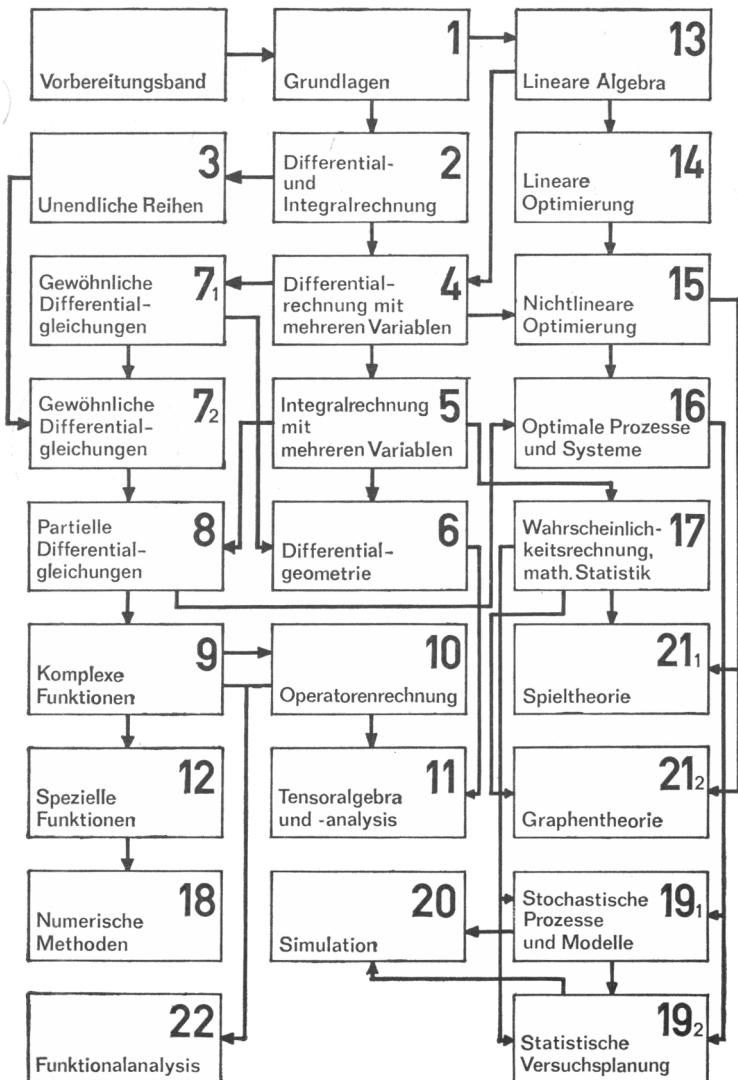 Vorbereitungsband
1
Grundlagen
13
Lineare Algebra
3
Unendliche Reihen
2
Differential-
und
Integralrechnung
14
Lineare
Optimierung
7₁
Gewöhnliche
Differential-
gleichungen
4
Differential-
rechnung mit
mehreren Variablen
15
Nichtlineare
Optimierung
7₂
Gewöhnliche
Differential-
gleichungen
5
Integralrechnung
mit
mehreren Variablen
16
Optimale Prozesse
und Systeme
8
Partielle
Differential-
gleichungen
6
Differential-
geometrie
17
Wahrscheinlich-
keitsrechnung,
math. Statistik
9
Komplexe
Funktionen
10
Operatorenrechnung
21₁
Spieltheorie
12
Spezielle
Funktionen
11
Tensoralgebra
und -analysis
21₂
Graphentheorie
18
Numerische
Methoden
20
Simulation
19₁
Stochastische
Prozesse
und Modelle
22
Funktionalanalysis
19₂
Statistische
Versuchsplanung